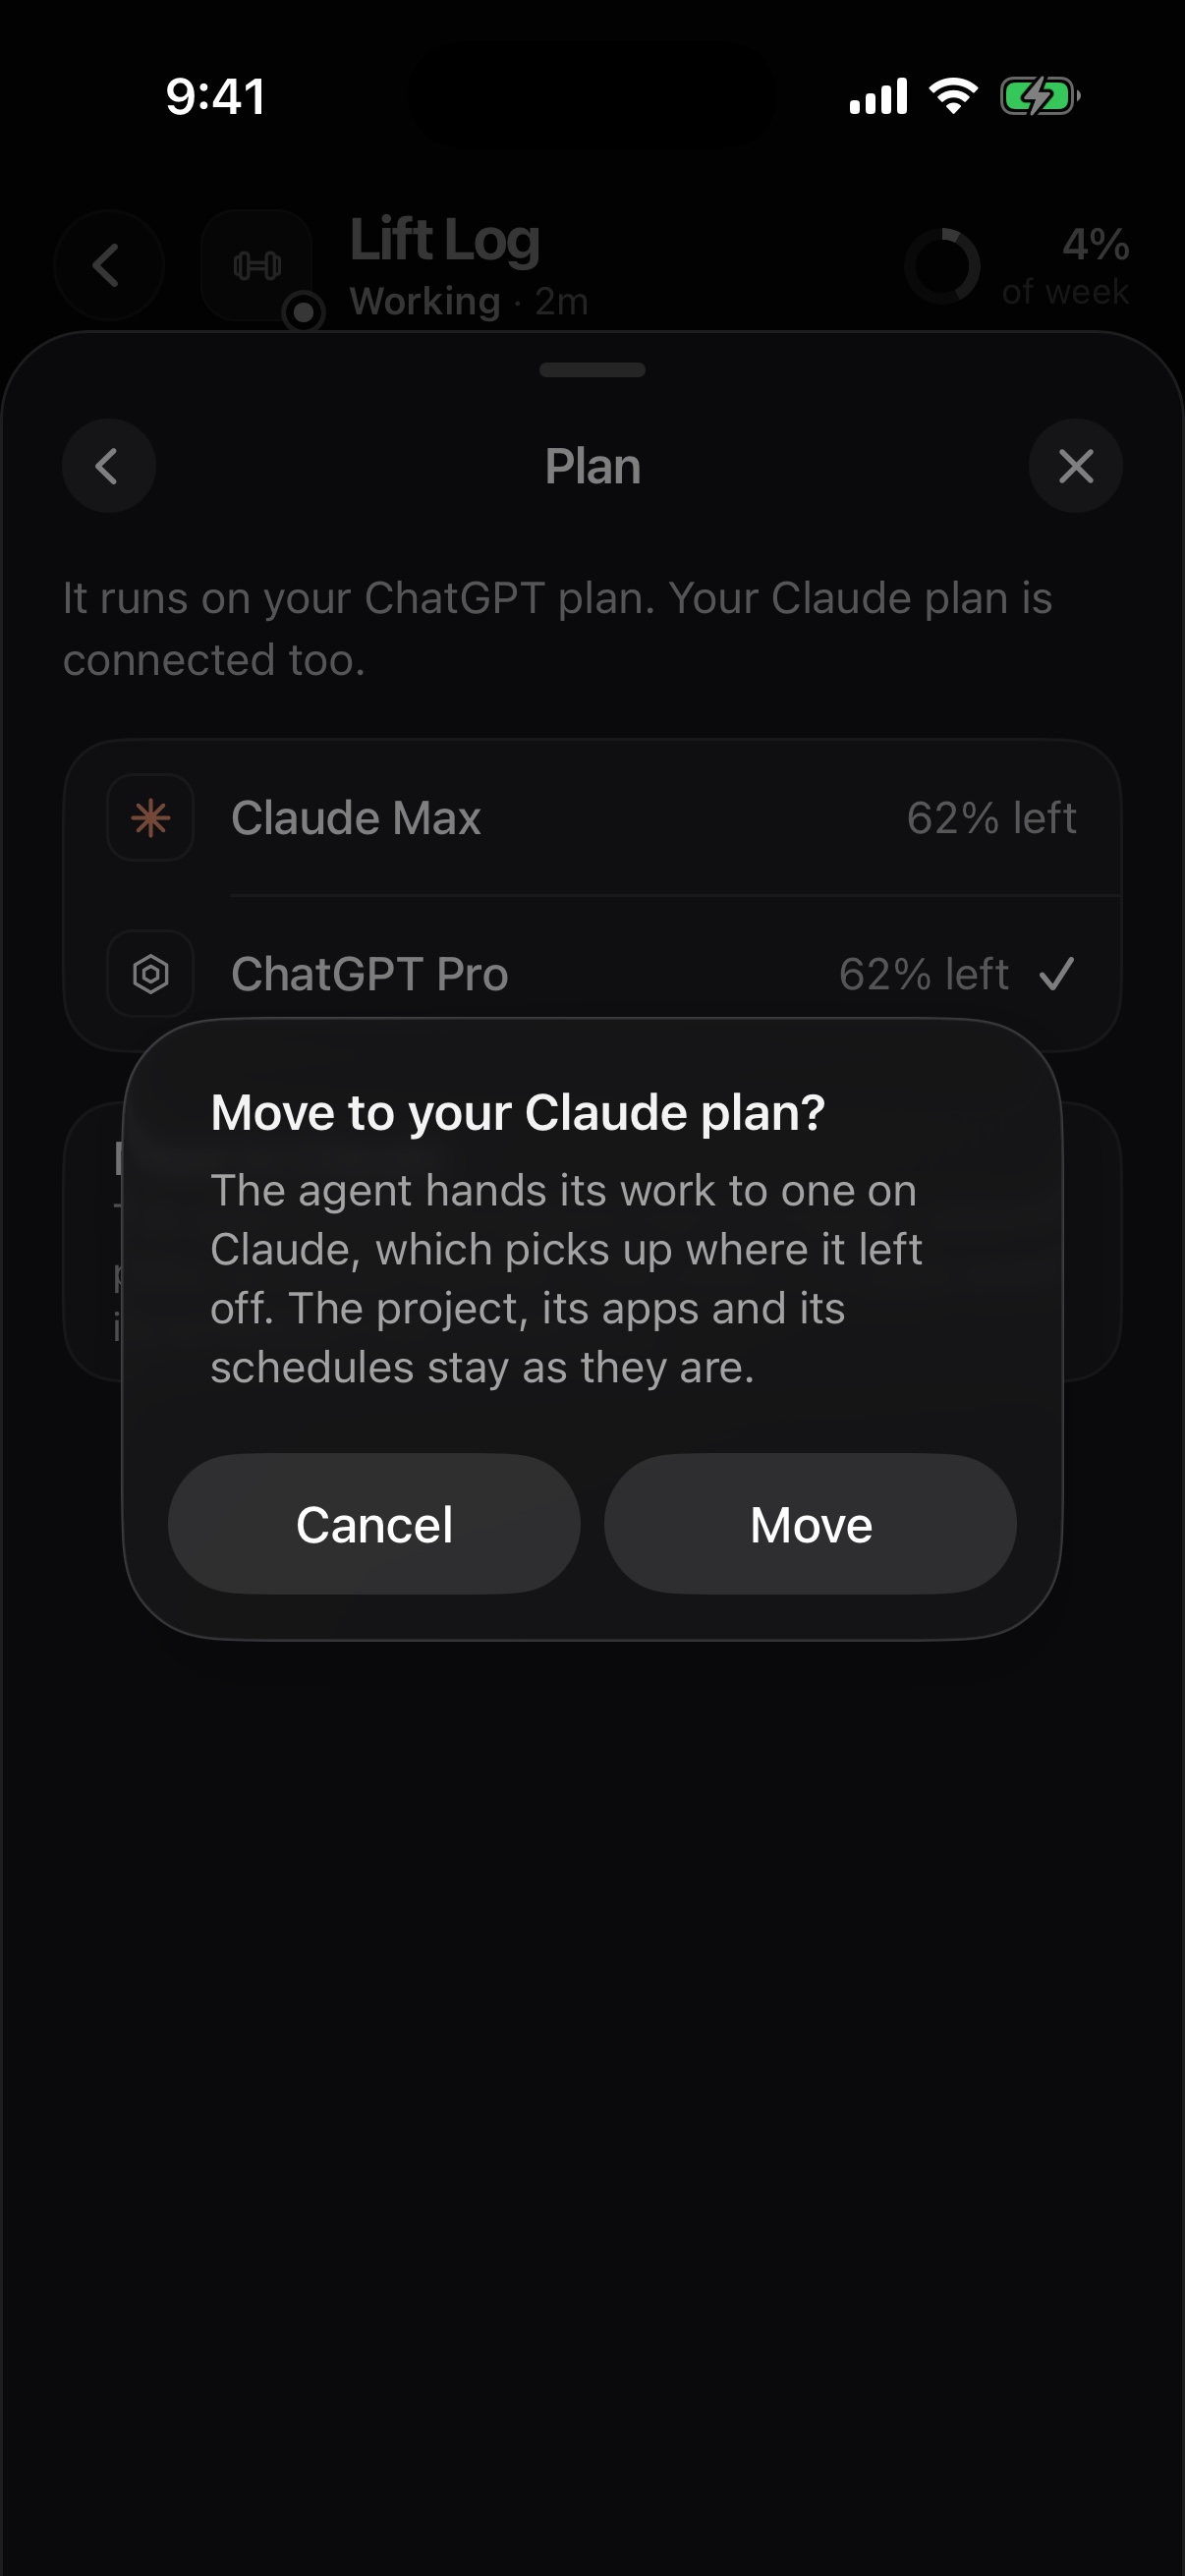 9:41
Lift Log
Working · 2m
4%
of week
Plan
It runs on your ChatGPT plan. Your Claude plan is
connected too.
Claude Max
62% left
ChatGPT Pro
62% left
Move to your Claude plan?
The agent hands its work to one on
Claude, which picks up where it left
off. The project, its apps and its
schedules stay as they are.
Cancel
Move